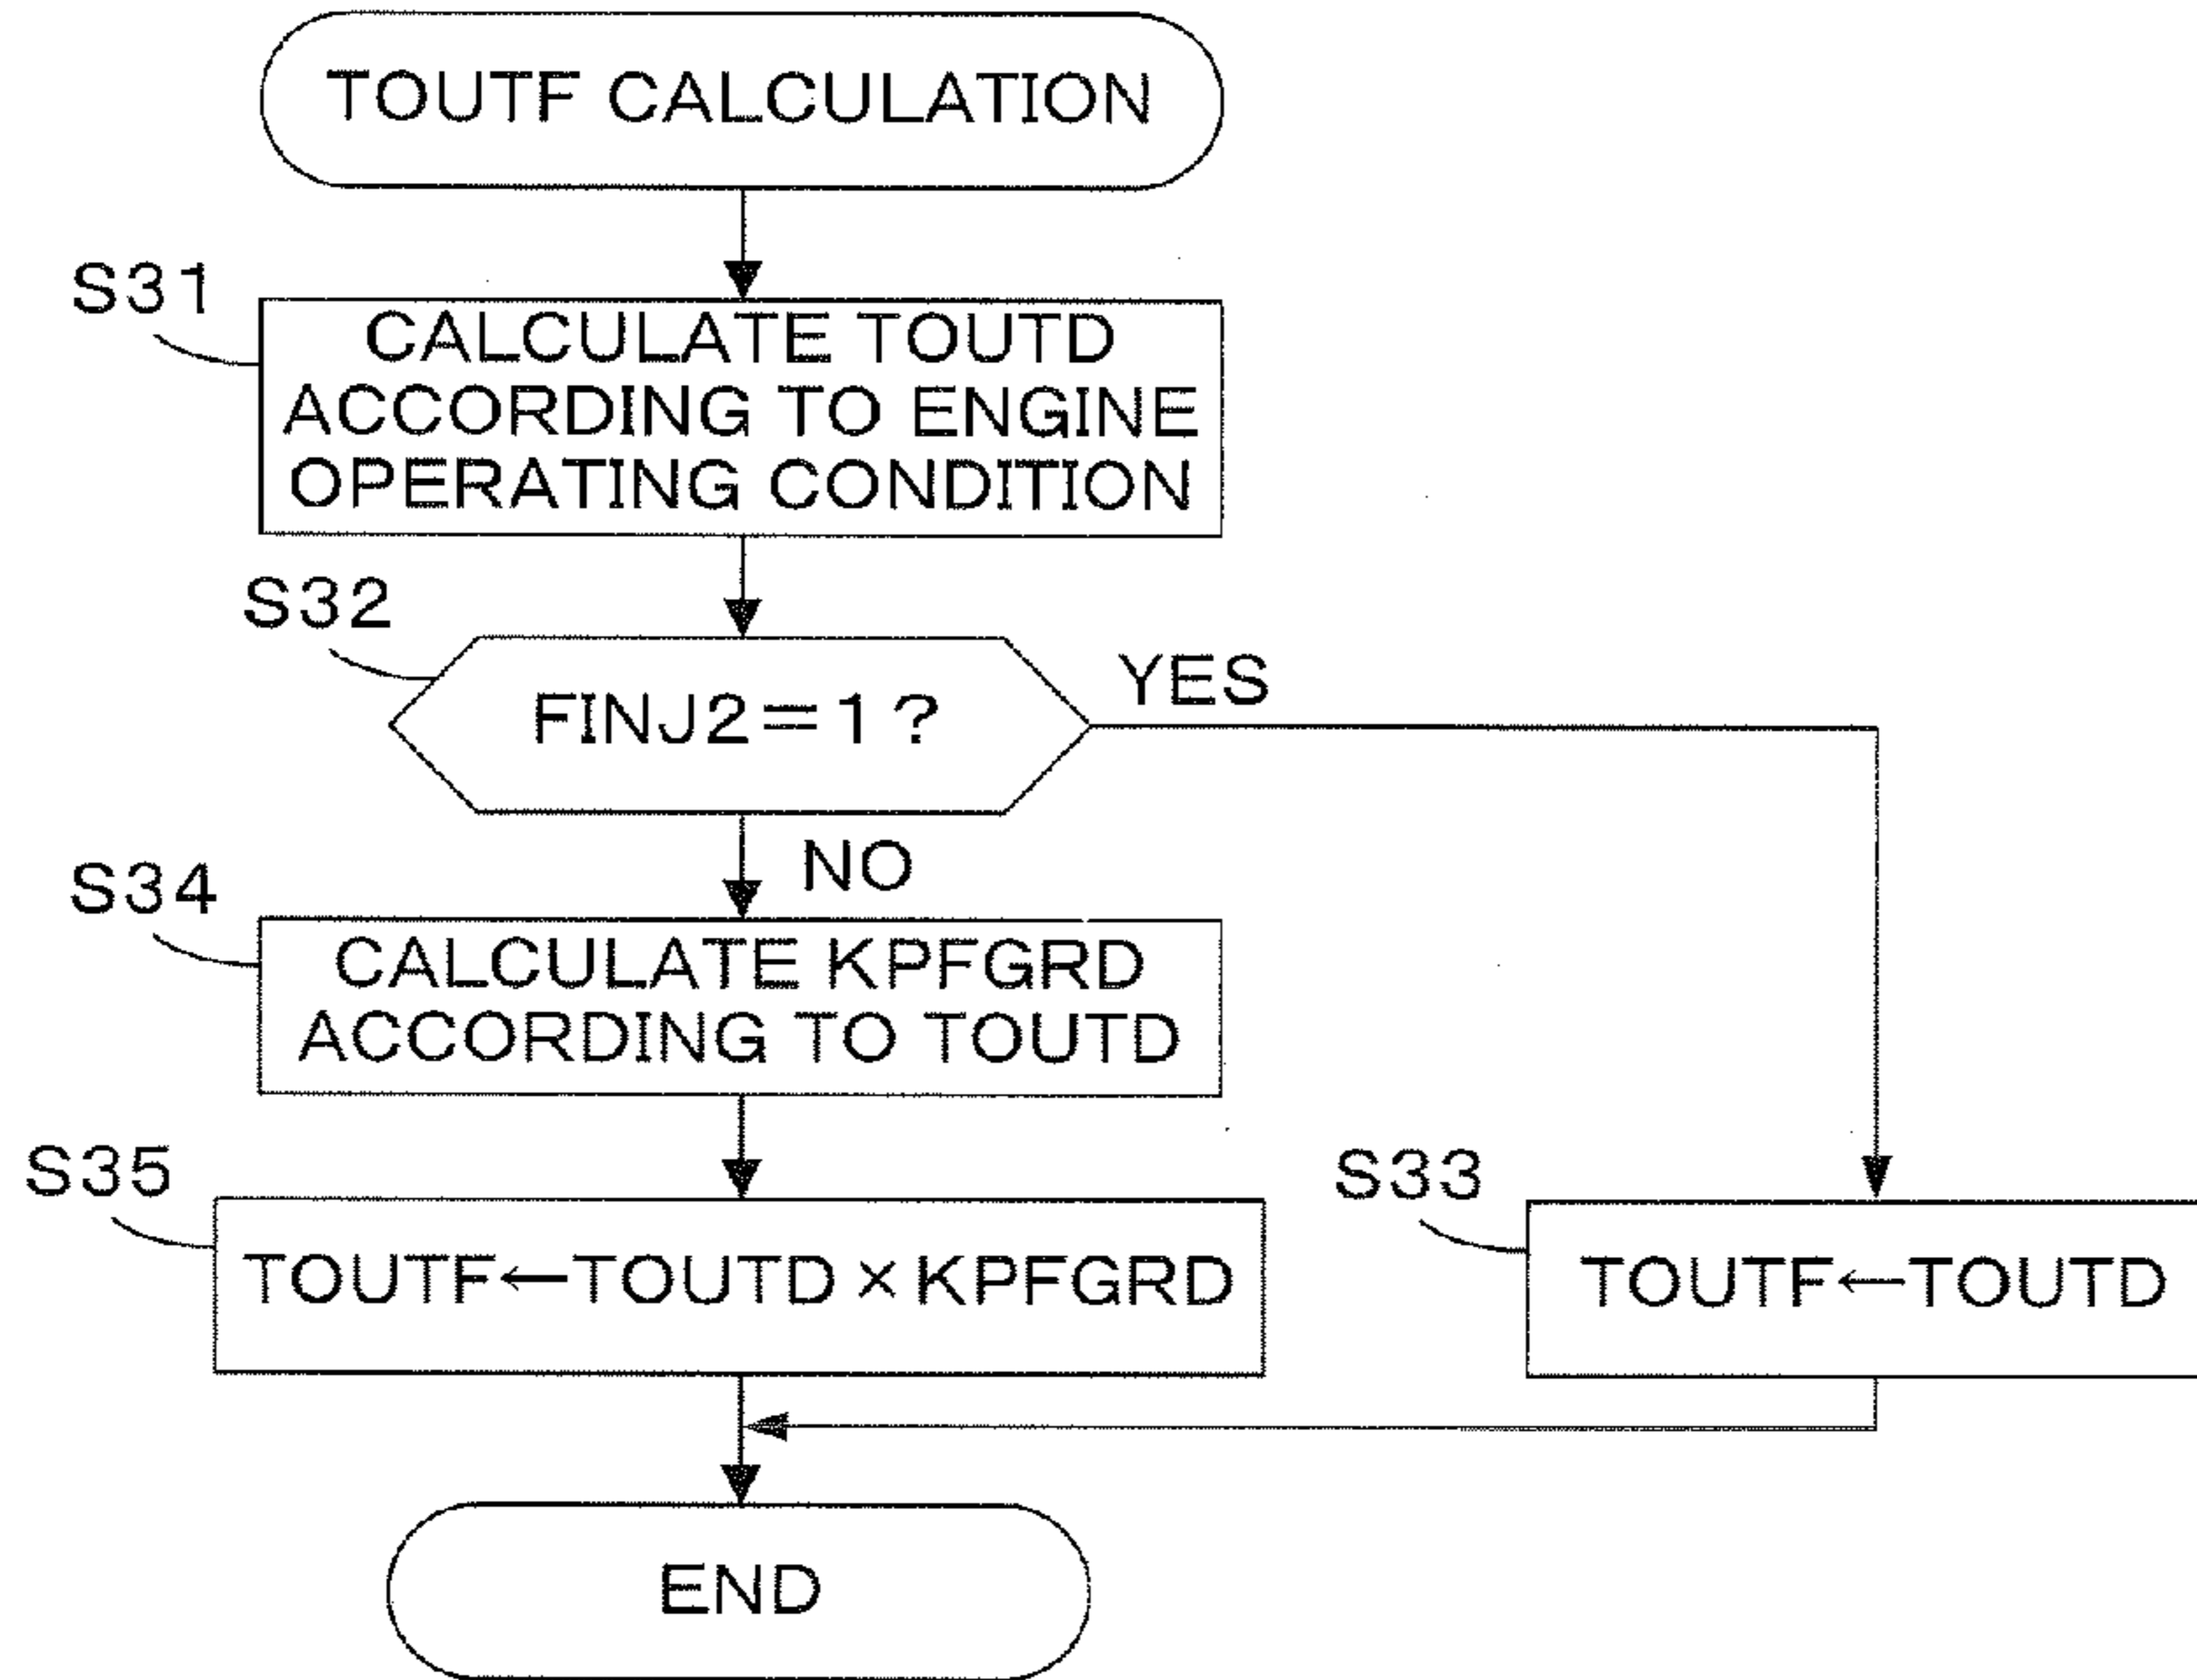 TOUTF CALCULATION
S31
CALCULATE TOUTD
ACCORDING TO ENGINE
OPERATING CONDITION
S32
FINJ2=1?
YES
NO
S34
CALCULATE KPFGRD
ACCORDING TO TOUTD
S35
TOUTF←TOUTD×KPFGRD
S33
TOUTF←TOUTD
END